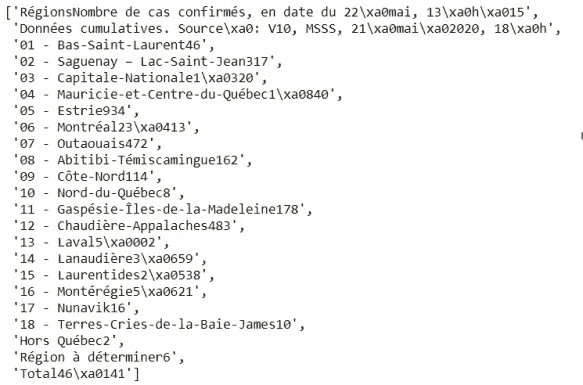 ['RégionsNombre de cas confirmés, en date du 22\xa0mai, 13\xa0h\xa015',
'Données cumulatives. Source\xa0: V10, MSSS, 21\xa0mai\xa02020, 18\xa0h',
'01 - Bas-Saint-Laurent46',
'02 - Saguenay – Lac-Saint-Jean317',
'03 - Capitale-Nationale1\xa0320',
'04 - Mauricie-et-Centre-du-Québec1\xa0840',
'05 - Estrie934',
'06 - Montréal23\xa0413',
'07 - Outaouais472',
'08 - Abitibi-Témiscamingue162',
'09 - Côte-Nord114',
'10 - Nord-du-Québec8',
'11 - Gaspésie-Îles-de-la-Madeleine178',
'12 - Chaudière-Appalaches483',
'13 - Laval5\xa0002',
'14 - Lanaudière3\xa0659',
'15 - Laurentides2\xa0538',
'16 - Montérégie5\xa0621',
'17 - Nunavik16',
'18 - Terres-Cries-de-la-Baie-James10',
'Hors Québec2',
'Région à déterminer6',
'Total46\xa0141']